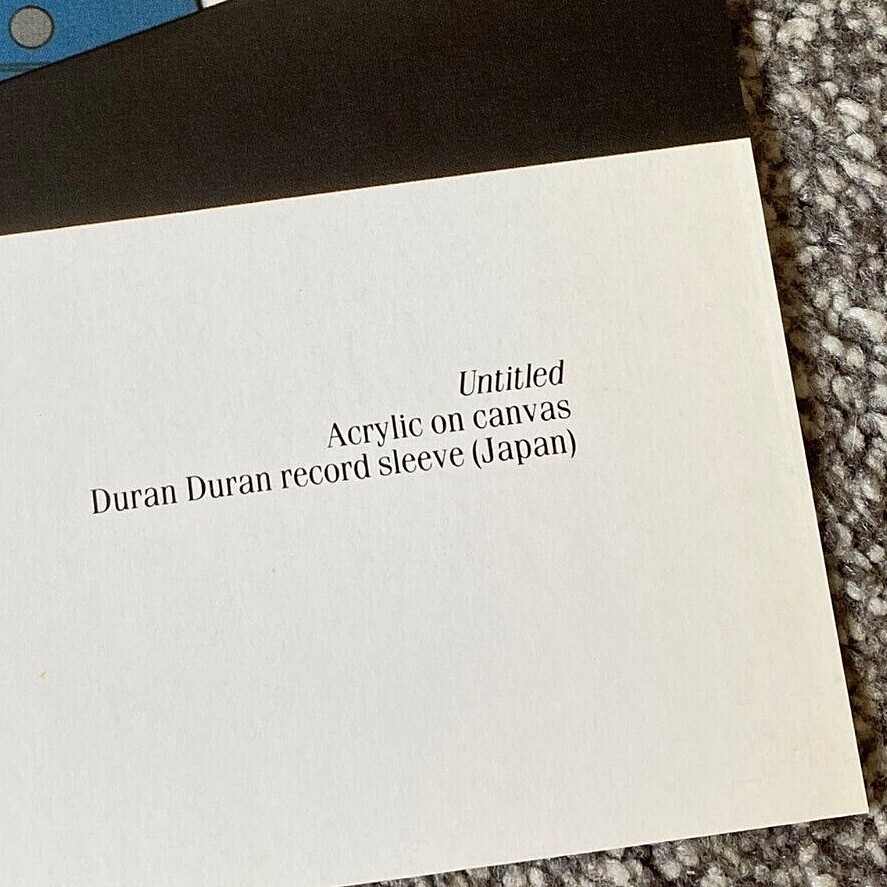 Untitled
Acrylic on canvas
Duran Duran record sleeve (Japan)